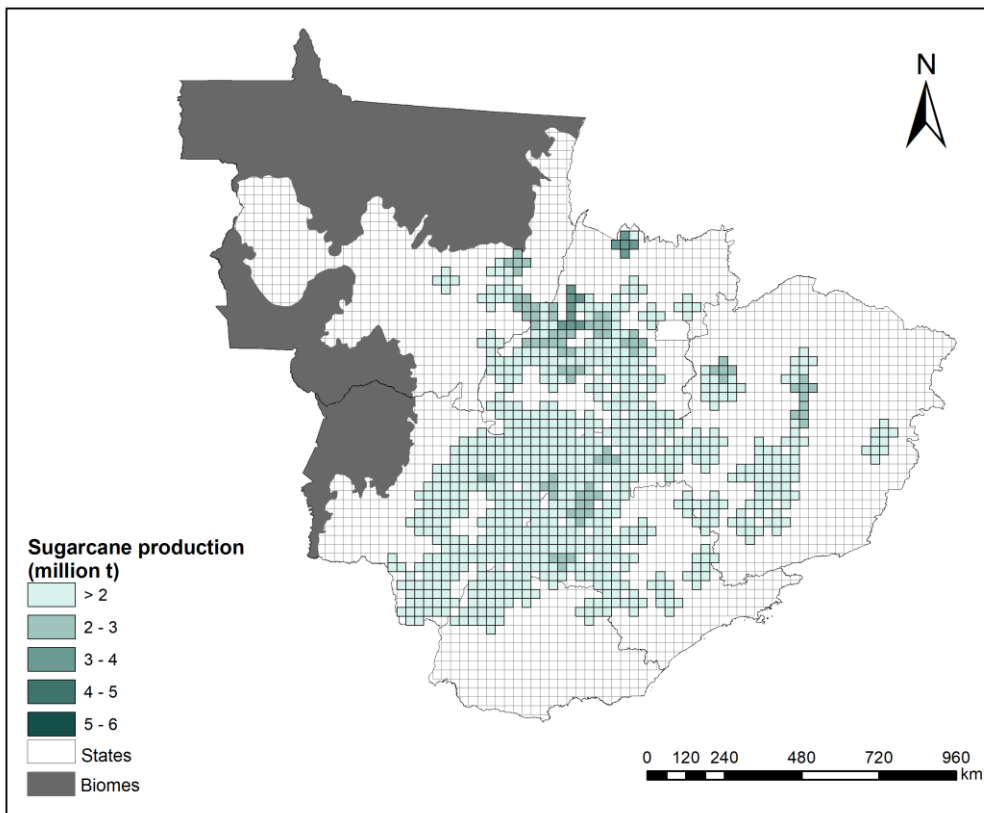 N
Sugarcane production
(million t)
> 2
2 - 3
3 - 4
4 - 5
5 - 6
States
Biomes
0 120 240 480 720 960
km